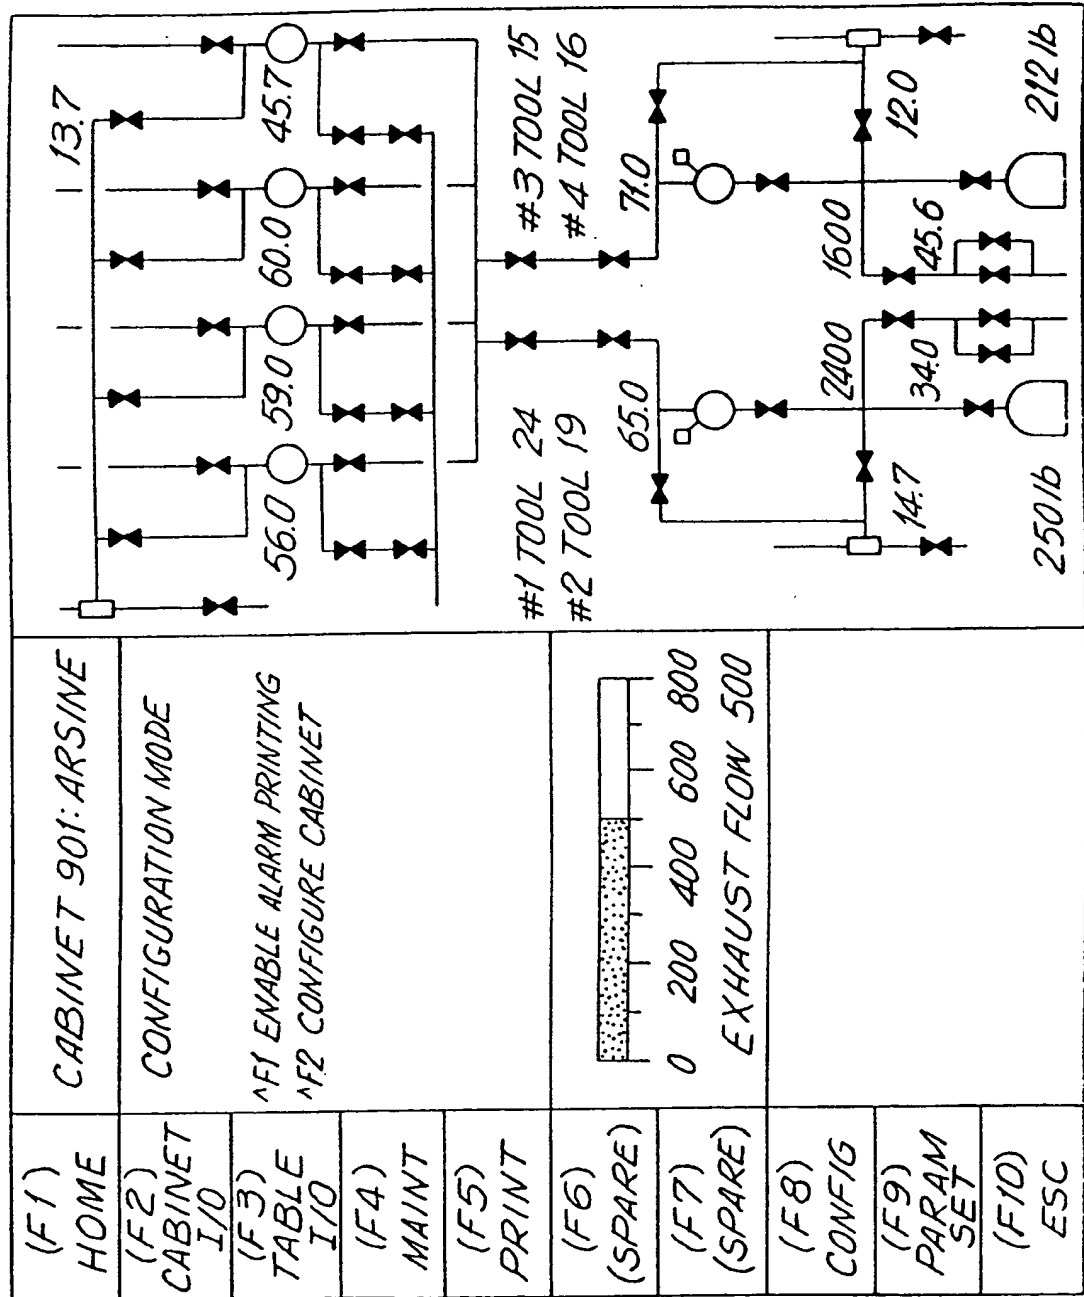 (F1)
HOME
(F2)
CABINET
I/O
(F3)
TABLE
I/O
(F4)
MAINT
(F5)
PRINT
(F6)
(SPARE)
(F7)
(SPARE)
(F8)
CONFIG
(F9)
PARAM
SET
(F10)
ESC
CABINET 901: ARSINE
CONFIGURATION MODE
^F1 ENABLE ALARM PRINTING
^F2 CONFIGURE CABINET
0 200 400 600 800
EXHAUST FLOW 500
13.7
56.0 59.0 60.0 45.7
#1 TOOL 24 #3 TOOL 15
#2 TOOL 19 #4 TOOL 16
65.0 71.0
2400 1600
14.7 34.0 45.6 12.0
250 lb 212 lb